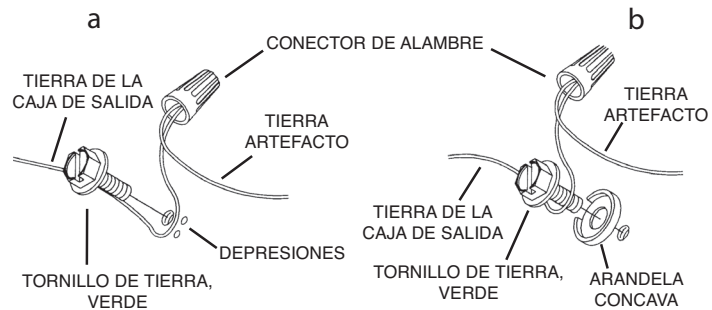 a
b
CONECTOR DE ALAMBRE
TIERRA DE LA
CAJA DE SALIDA
TIERRA
ARTEFACTO
DEPRESIONES
TORNILLO DE TIERRA,
VERDE
TIERRA
ARTEFACTO
TIERRA DE LA
CAJA DE SALIDA
TORNILLO DE TIERRA,
VERDE
ARANDELA
CONCAVA